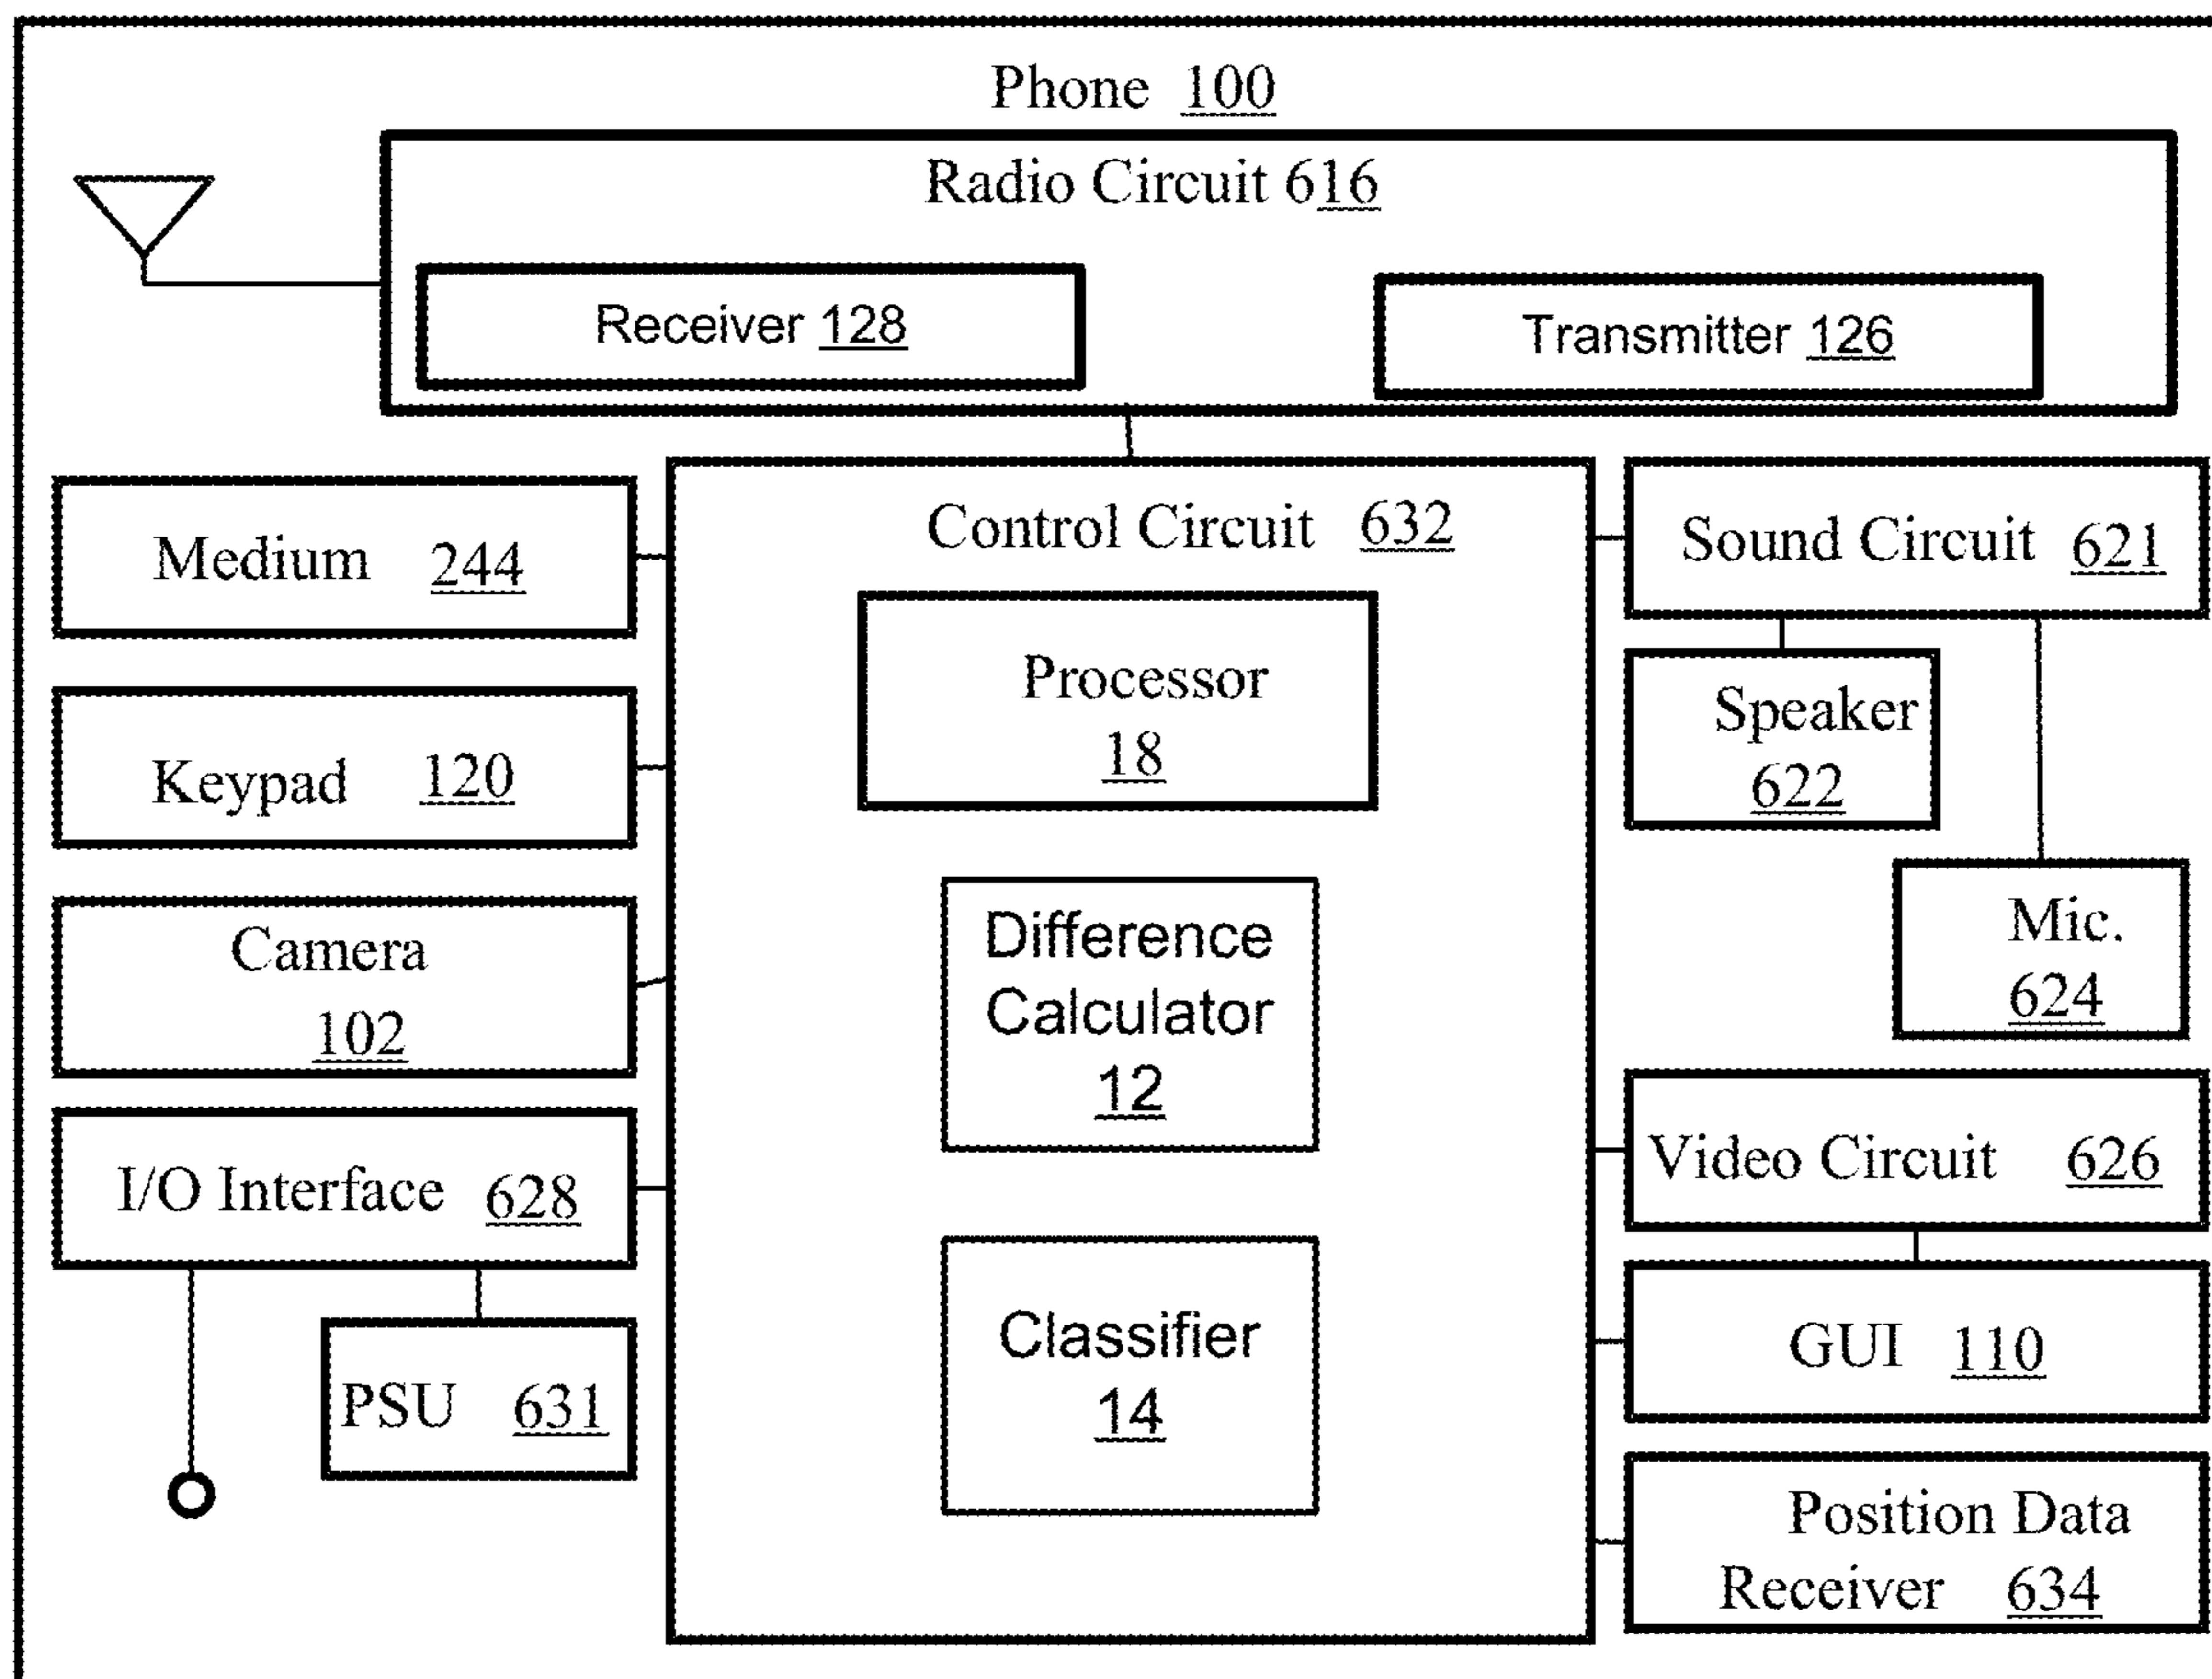 Phone 100
Radio Circuit 616
Receiver 128
Transmitter 126
Medium 244
Keypad 120
Camera
102
I/O Interface 628
PSU 631
Control Circuit 632
Processor
18
Difference
Calculator
12
Classifier
14
Sound Circuit 621
Speaker
622
Mic.
624
Video Circuit 626
GUI 110
Position Data
Receiver 634